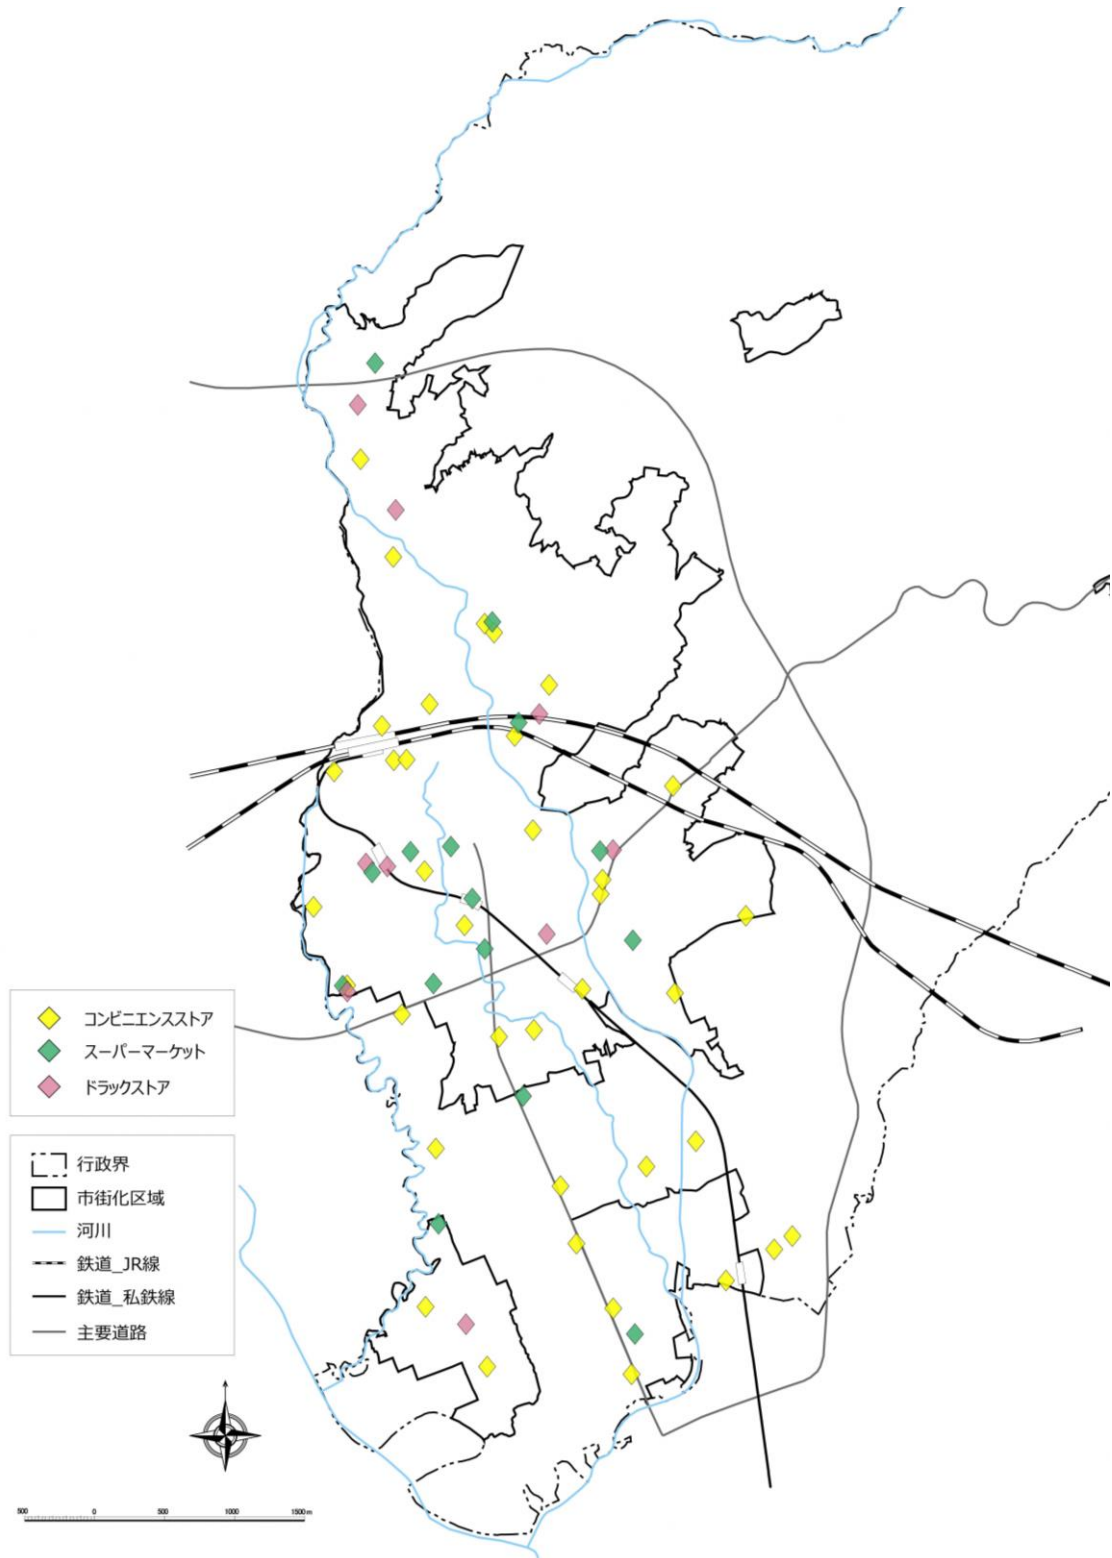 コンビニエンスストア
スーパーマーケット
ドラックストア
行政界
市街化区域
河川
鉄道_JR線
鉄道_私鉄線
主要道路
500 0 500 1000 1500m